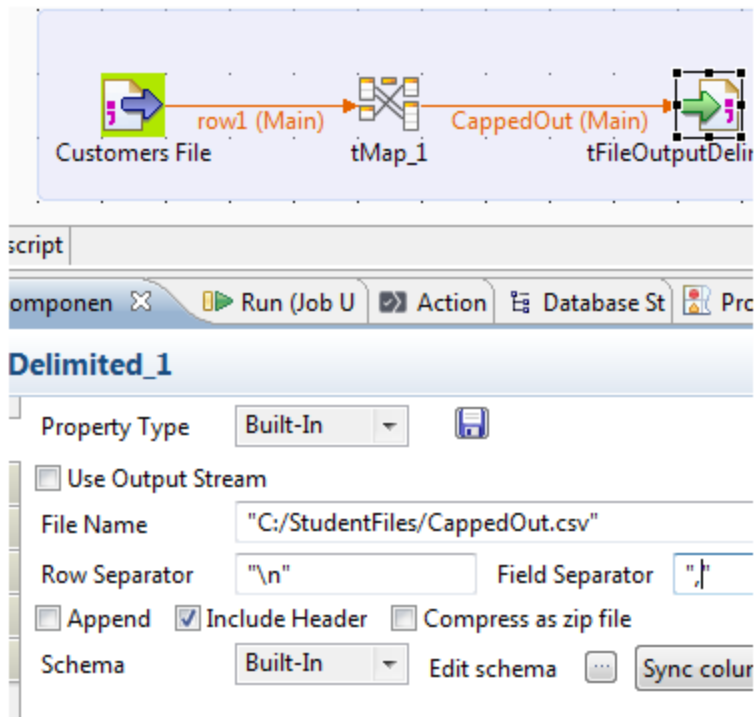 row1 (Main) CappedOut (Main)
Customers File tMap_1 tFileOutputDelir
script
omponen Run (Job U Action Database St Pro
Delimited_1
Property Type Built-In
Use Output Stream
File Name "C:/StudentFiles/CappedOut.csv"
Row Separator "\n" Field Separator ","
Append Include Header Compress as zip file
Schema Built-In Edit schema ... Sync colur